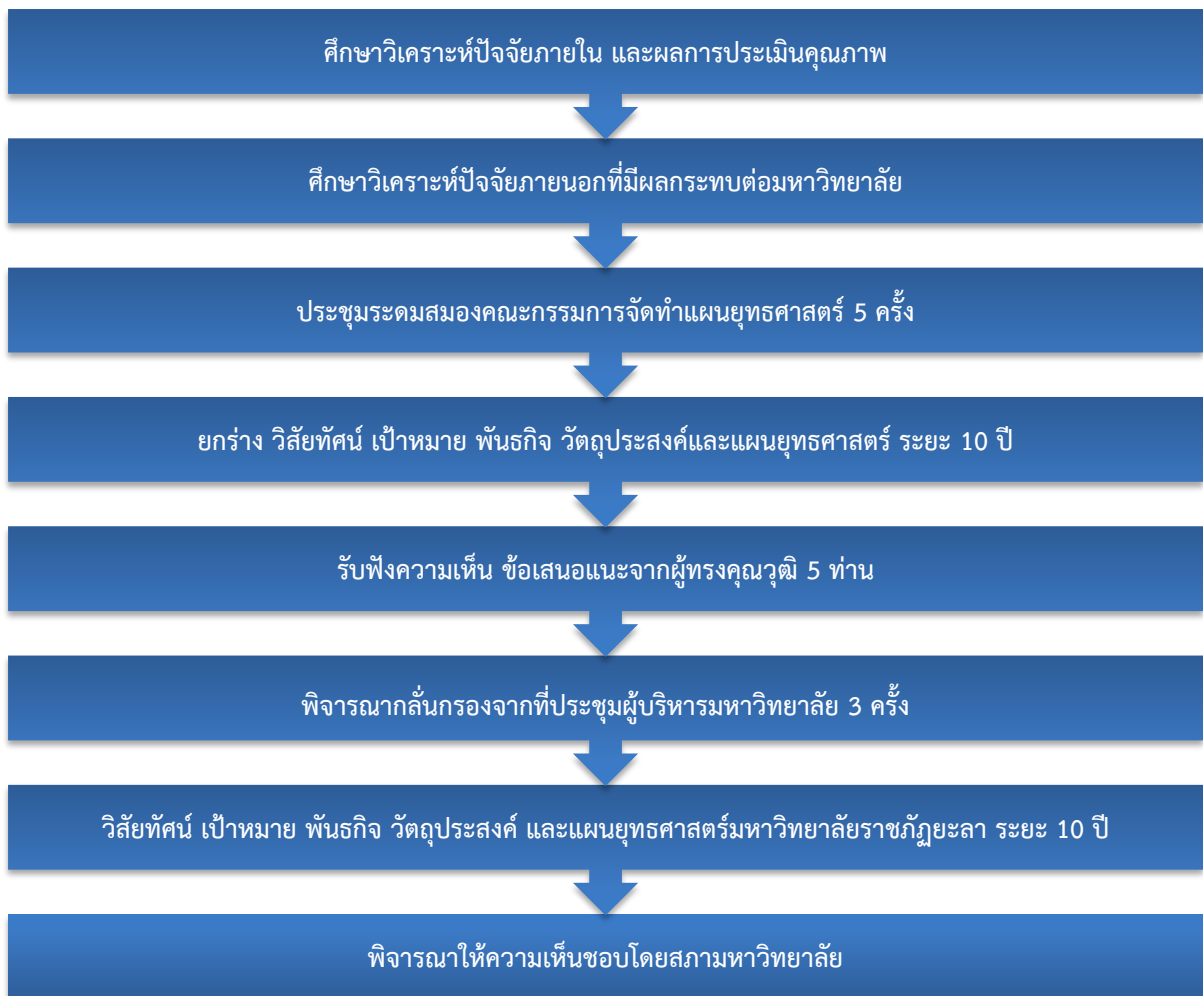 ศึกษาวิเคราะห์ปัจจัยภายใน และผลการประเมินคุณภาพ
ศึกษาวิเคราะห์ปัจจัยภายนอกที่มีผลกระทบต่อมหาวิทยาลัย
ประชุมระดมสมองคณะกรรมการจัดทำแผนยุทธศาสตร์ 5 ครั้ง
ยกร่าง วิสัยทัศน์ เป้าหมาย พันธกิจ วัตถุประสงค์และแผนยุทธศาสตร์ ระยะ 10 ปี
รับฟังความเห็น ข้อเสนอแนะจากผู้ทรงคุณวุฒิ 5 ท่าน
พิจารณากลั่นกรองจากที่ประชุมผู้บริหารมหาวิทยาลัย 3 ครั้ง
วิสัยทัศน์ เป้าหมาย พันธกิจ วัตถุประสงค์ และแผนยุทธศาสตร์มหาวิทยาลัยราชภัฏยะลา ระยะ 10 ปี
พิจารณาให้ความเห็นชอบโดยสภามหาวิทยาลัย